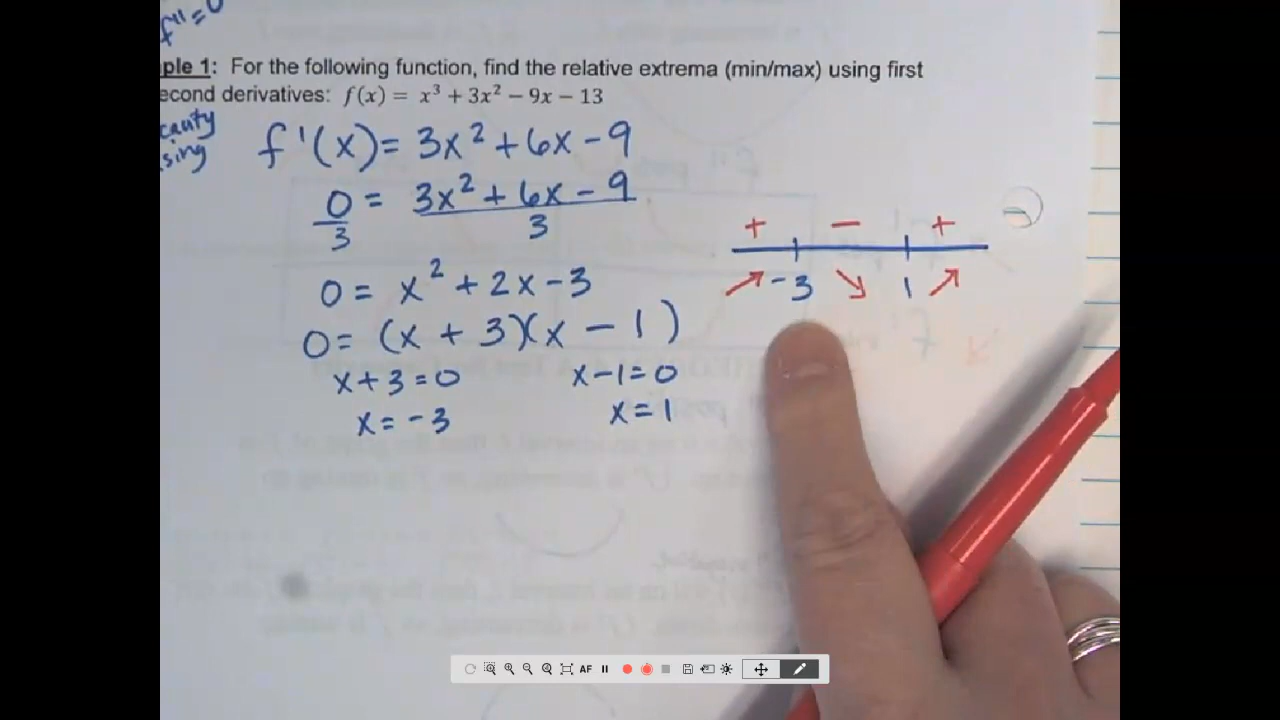 f''=0
ple 1: For the following function, find the relative extrema (min/max) using first
econd derivatives: f(x) = x³ + 3x² − 9x − 13
cavity
sing
f'(x) = 3x² + 6x − 9
0/3 = (3x² + 6x − 9)/3
0 = x² + 2x − 3
0 = (x + 3)(x − 1)
x + 3 = 0 x − 1 = 0
x = −3 x = 1
+ − +
↗ −3 ↘ 1 ↗
AF